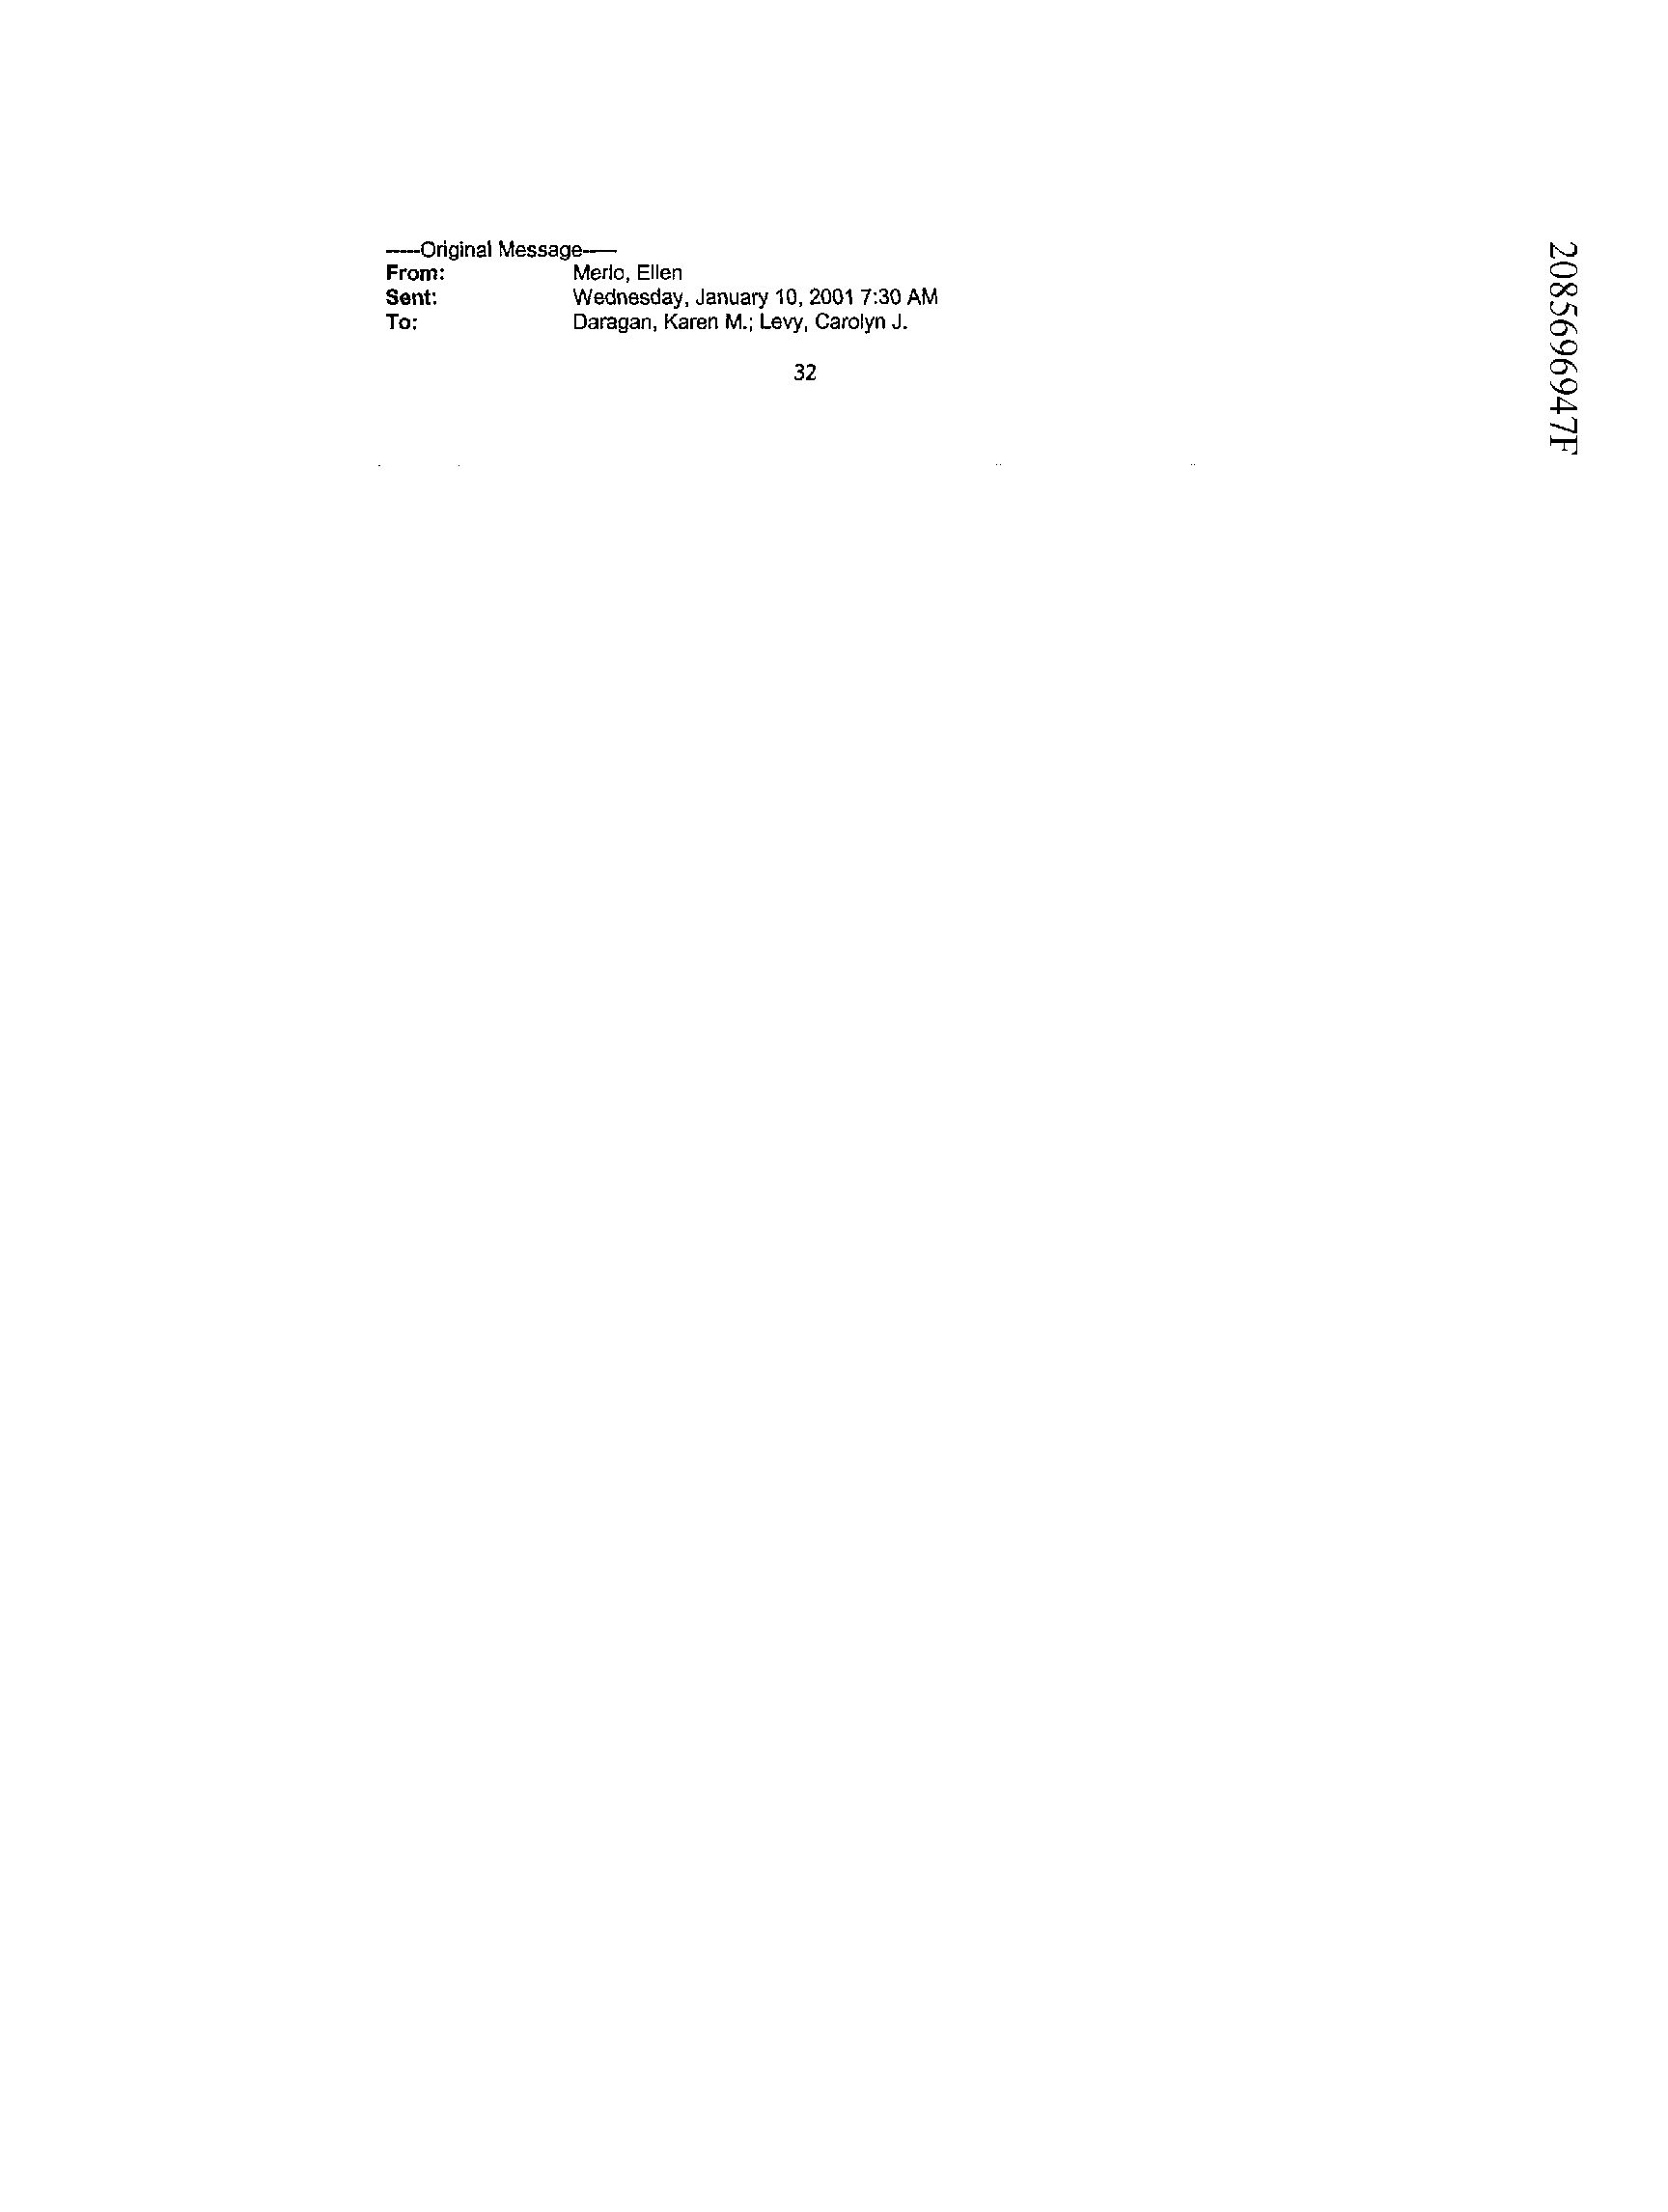 -----Original Message-----
From: Merlo, Ellen
Sent: Wednesday, January 10, 2001 7:30 AM
To: Daragan, Karen M.; Levy, Carolyn J.
32
2085696947F